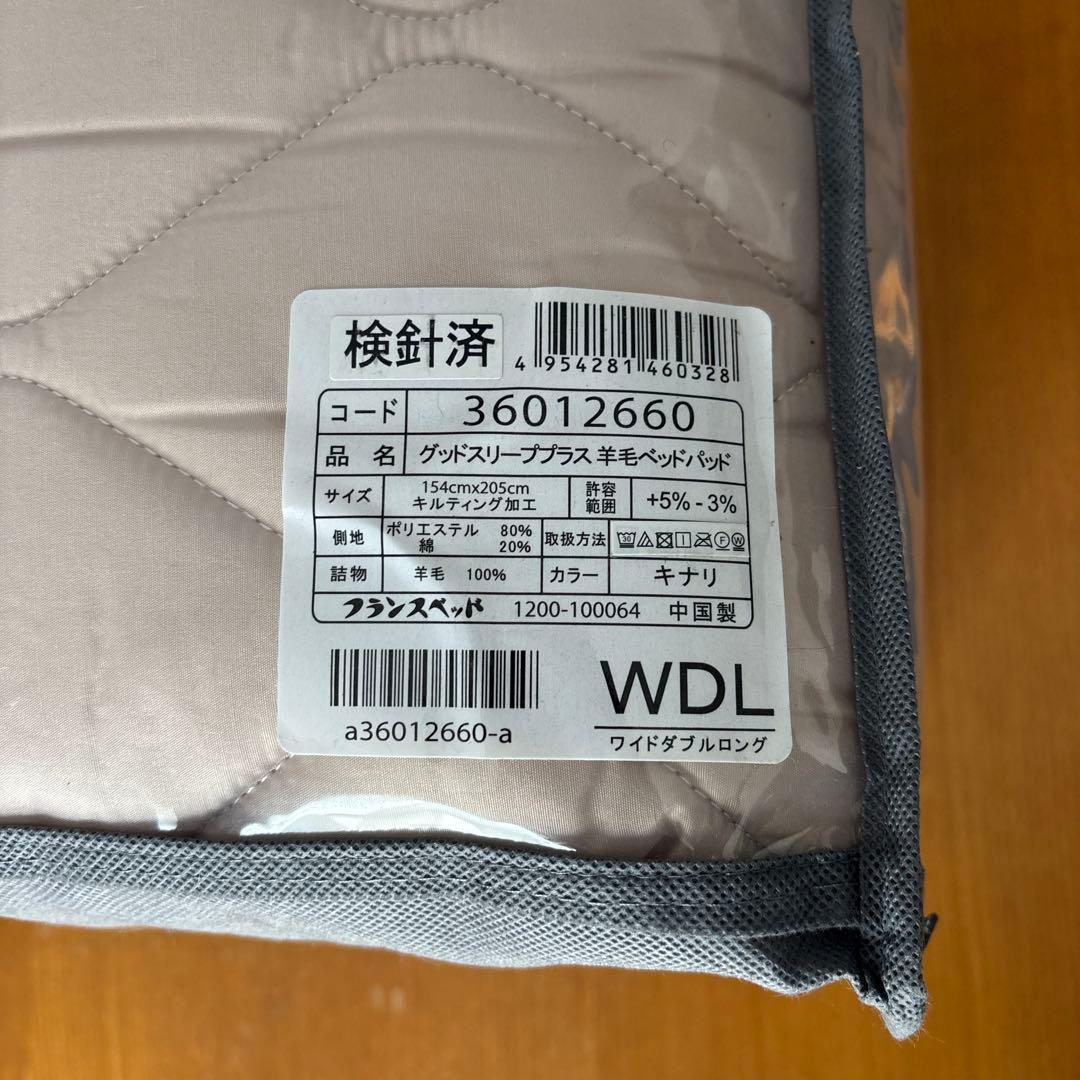 検針済
4 954281 460328
コード 36012660
品名 グッドスリーププラス 羊毛ベッドパッド
サイズ 154cmx205cm キルティング加工 許容範囲 +5% - 3%
側地 ポリエステル 80% 綿 20% 取扱方法 30 F W
詰物 羊毛 100% カラー キナリ
フランスベッド 1200-100064 中国製
a36012660-a
WDL
ワイドダブルロング